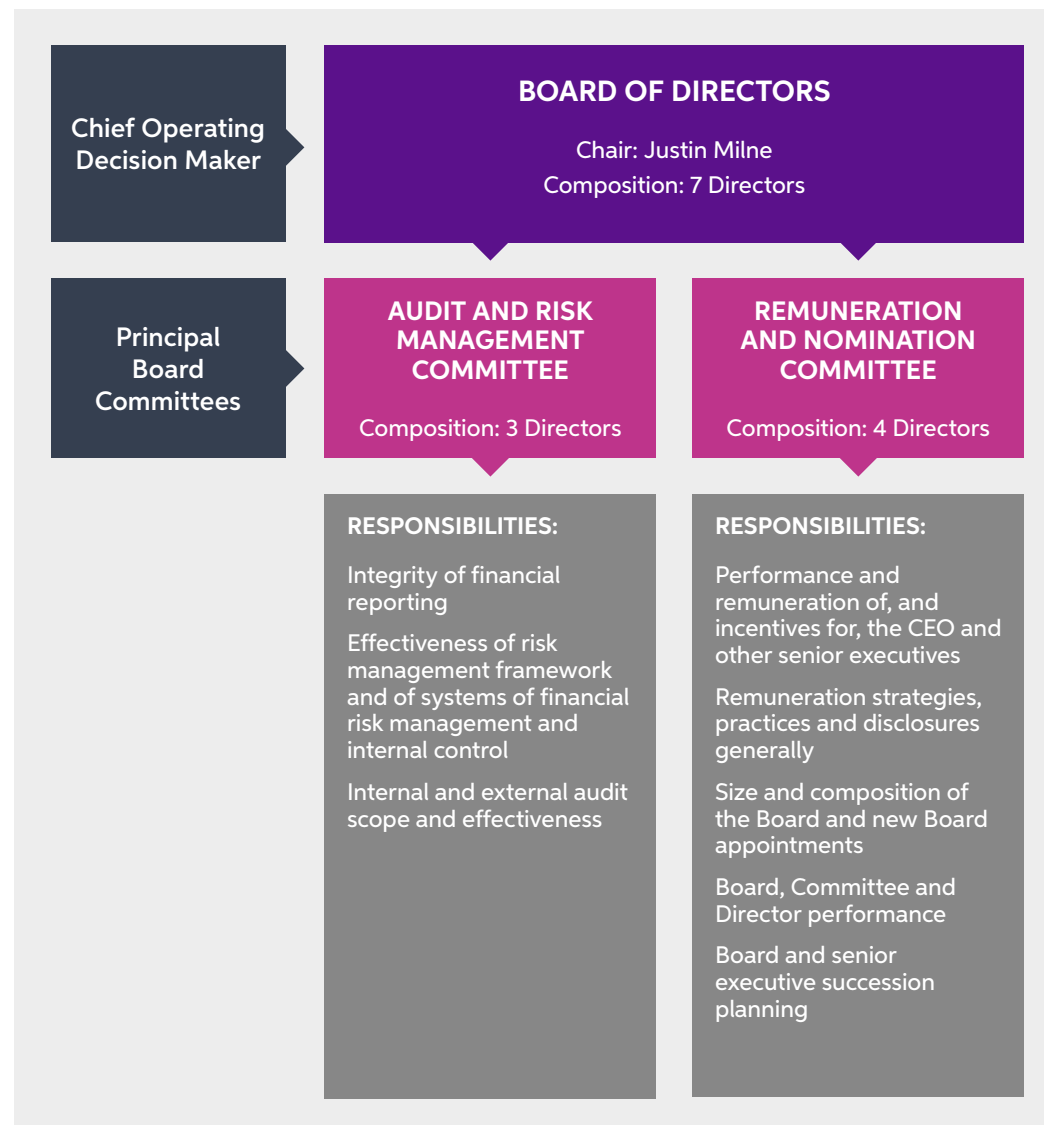 Chief Operating
Decision Maker
BOARD OF DIRECTORS
Chair: Justin Milne
Composition: 7 Directors
Principal
Board
Committees
AUDIT AND RISK
MANAGEMENT
COMMITTEE
Composition: 3 Directors
REMUNERATION
AND NOMINATION
COMMITTEE
Composition: 4 Directors
RESPONSIBILITIES:
Integrity of financial
reporting
Effectiveness of risk
management framework
and of systems of financial
risk management and
internal control
Internal and external audit
scope and effectiveness
RESPONSIBILITIES:
Performance and
remuneration of, and
incentives for, the CEO and
other senior executives
Remuneration strategies,
practices and disclosures
generally
Size and composition of
the Board and new Board
appointments
Board, Committee and
Director performance
Board and senior
executive succession
planning